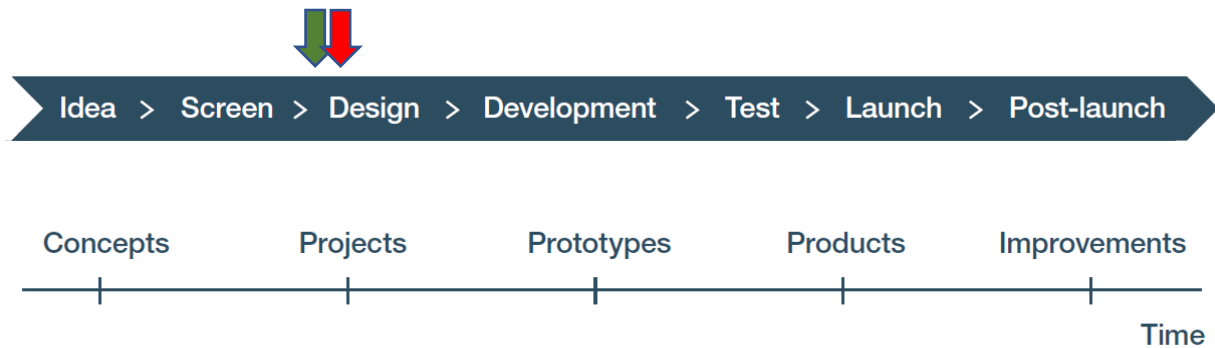 Idea > Screen > Design > Development > Test > Launch > Post-launch
Concepts Projects Prototypes Products Improvements
Time